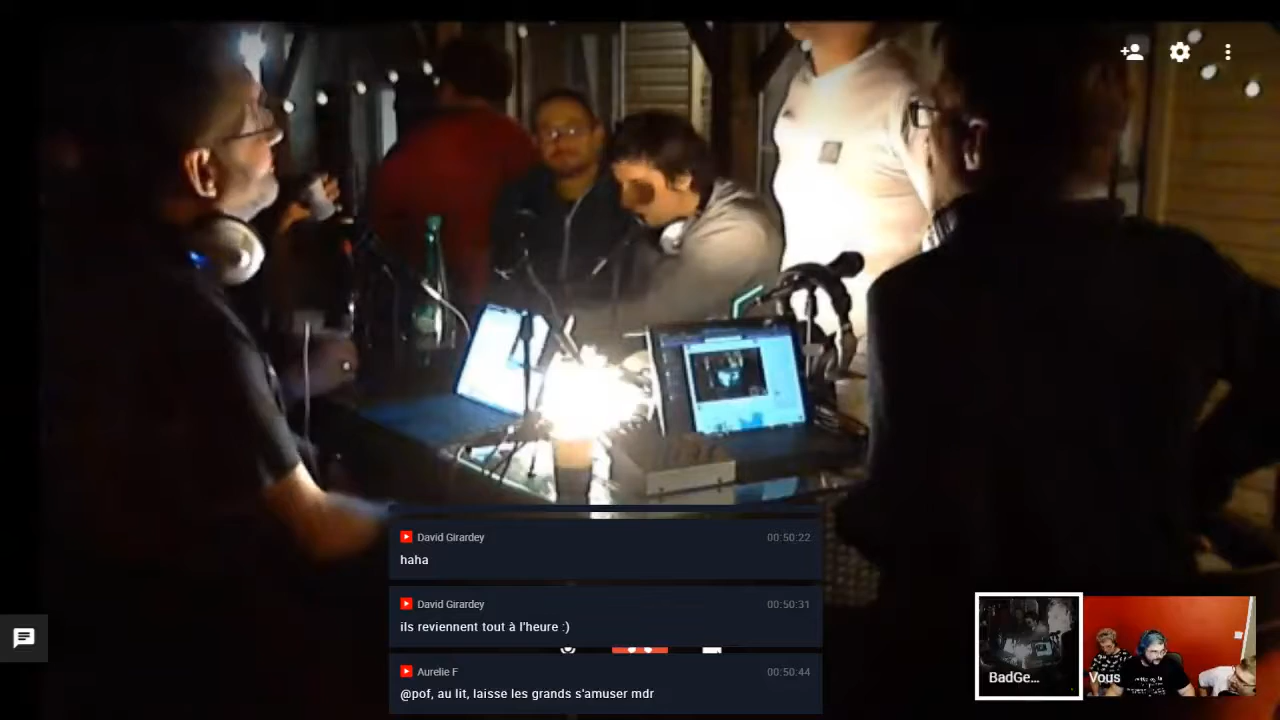 David Girardey 00:50:22
haha
David Girardey 00:50:31
ils reviennent tout à l'heure :)
Aurelie F 00:50:44
@pof, au lit, laisse les grands s'amuser mdr
BadGe...
Vous